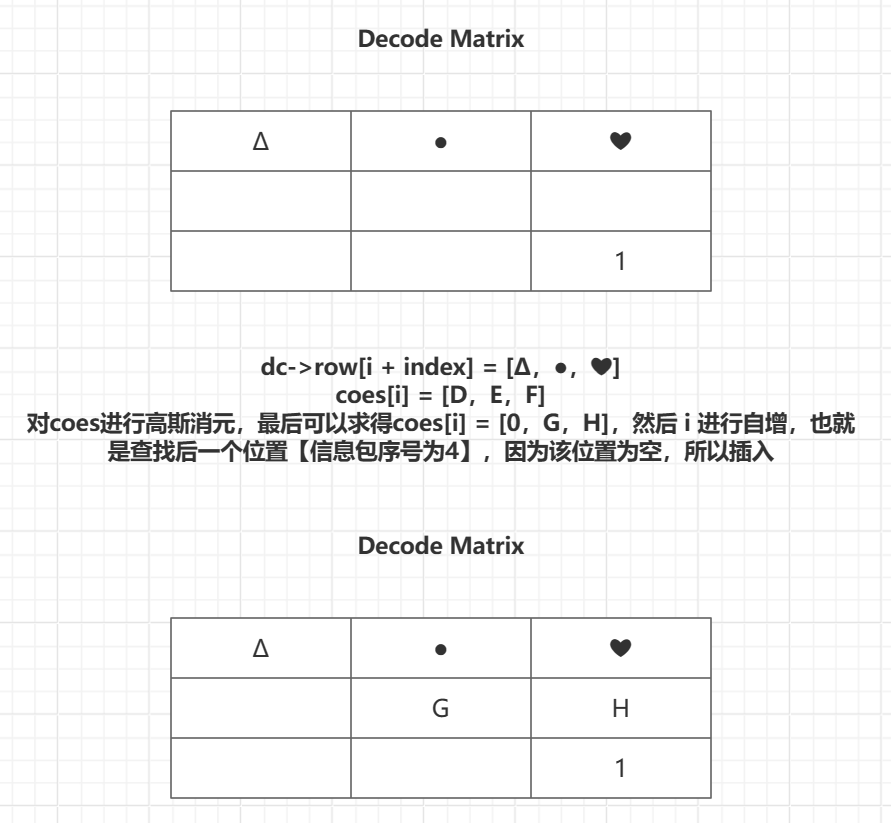 Decode Matrix
Δ ● ♥
1
dc->row[i + index] = [Δ，●，♥]
coes[i] = [D，E，F]
对coes进行高斯消元，最后可以求得coes[i] = [0，G，H]，然后 i 进行自增，也就
是查找后一个位置【信息包序号为4】，因为该位置为空，所以插入
Decode Matrix
Δ ● ♥
G H
1